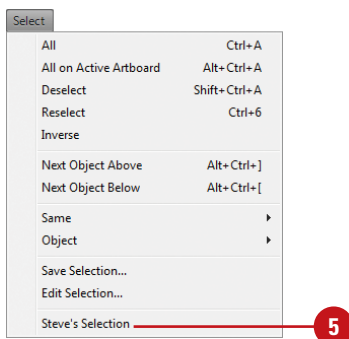 Select
All Ctrl+A
All on Active Artboard Alt+Ctrl+A
Deselect Shift+Ctrl+A
Reselect Ctrl+6
Inverse
Next Object Above Alt+Ctrl+]
Next Object Below Alt+Ctrl+[
Same
Object
Save Selection...
Edit Selection...
Steve's Selection 5